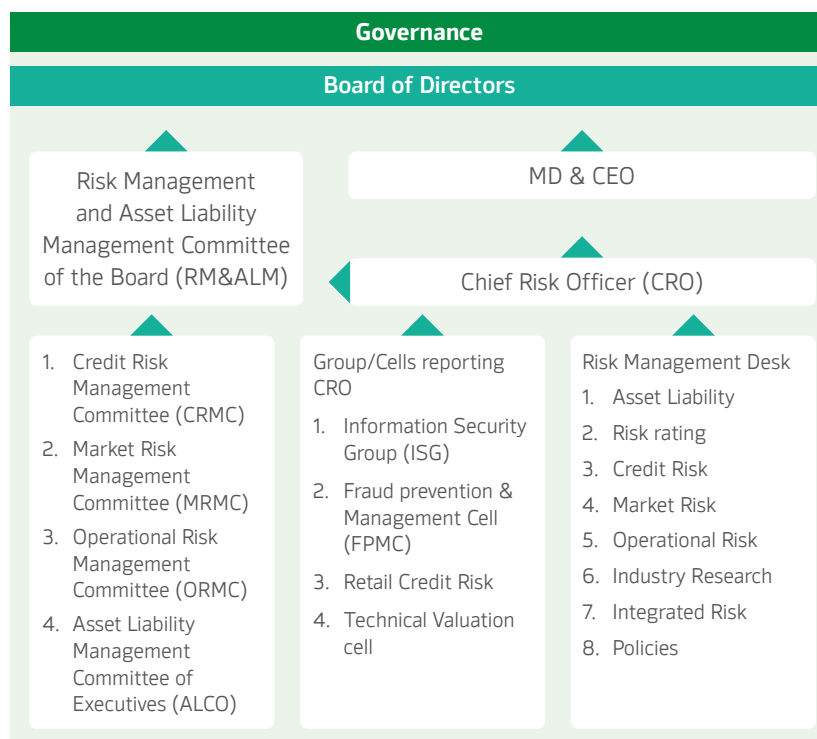 Governance
Board of Directors
Risk Management
and Asset Liability
Management Committee
of the Board (RM&ALM)
MD & CEO
Chief Risk Officer (CRO)
1. Credit Risk
Management
Committee (CRMC)
2. Market Risk
Management
Committee (MRMC)
3. Operational Risk
Management
Committee (ORMC)
4. Asset Liability
Management
Committee of
Executives (ALCO)
Group/Cells reporting
CRO
1. Information Security
Group (ISG)
2. Fraud prevention &
Management Cell
(FPMC)
3. Retail Credit Risk
4. Technical Valuation
cell
Risk Management Desk
1. Asset Liability
2. Risk rating
3. Credit Risk
4. Market Risk
5. Operational Risk
6. Industry Research
7. Integrated Risk
8. Policies